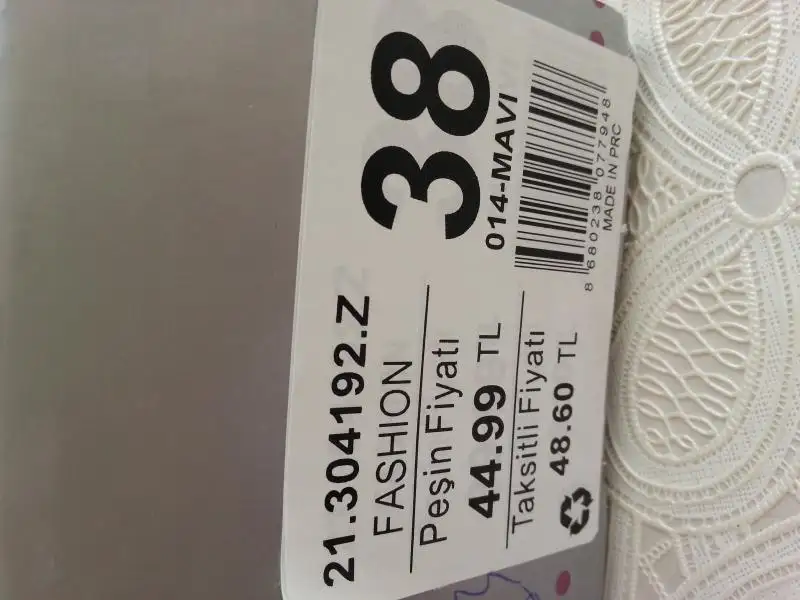 21.304192.Z
FASHION
38
014-MAVI
Peşin Fiyatı
44.99 TL
Taksitli Fiyatı
48.60 TL
8 680238 077948
MADE IN PRC